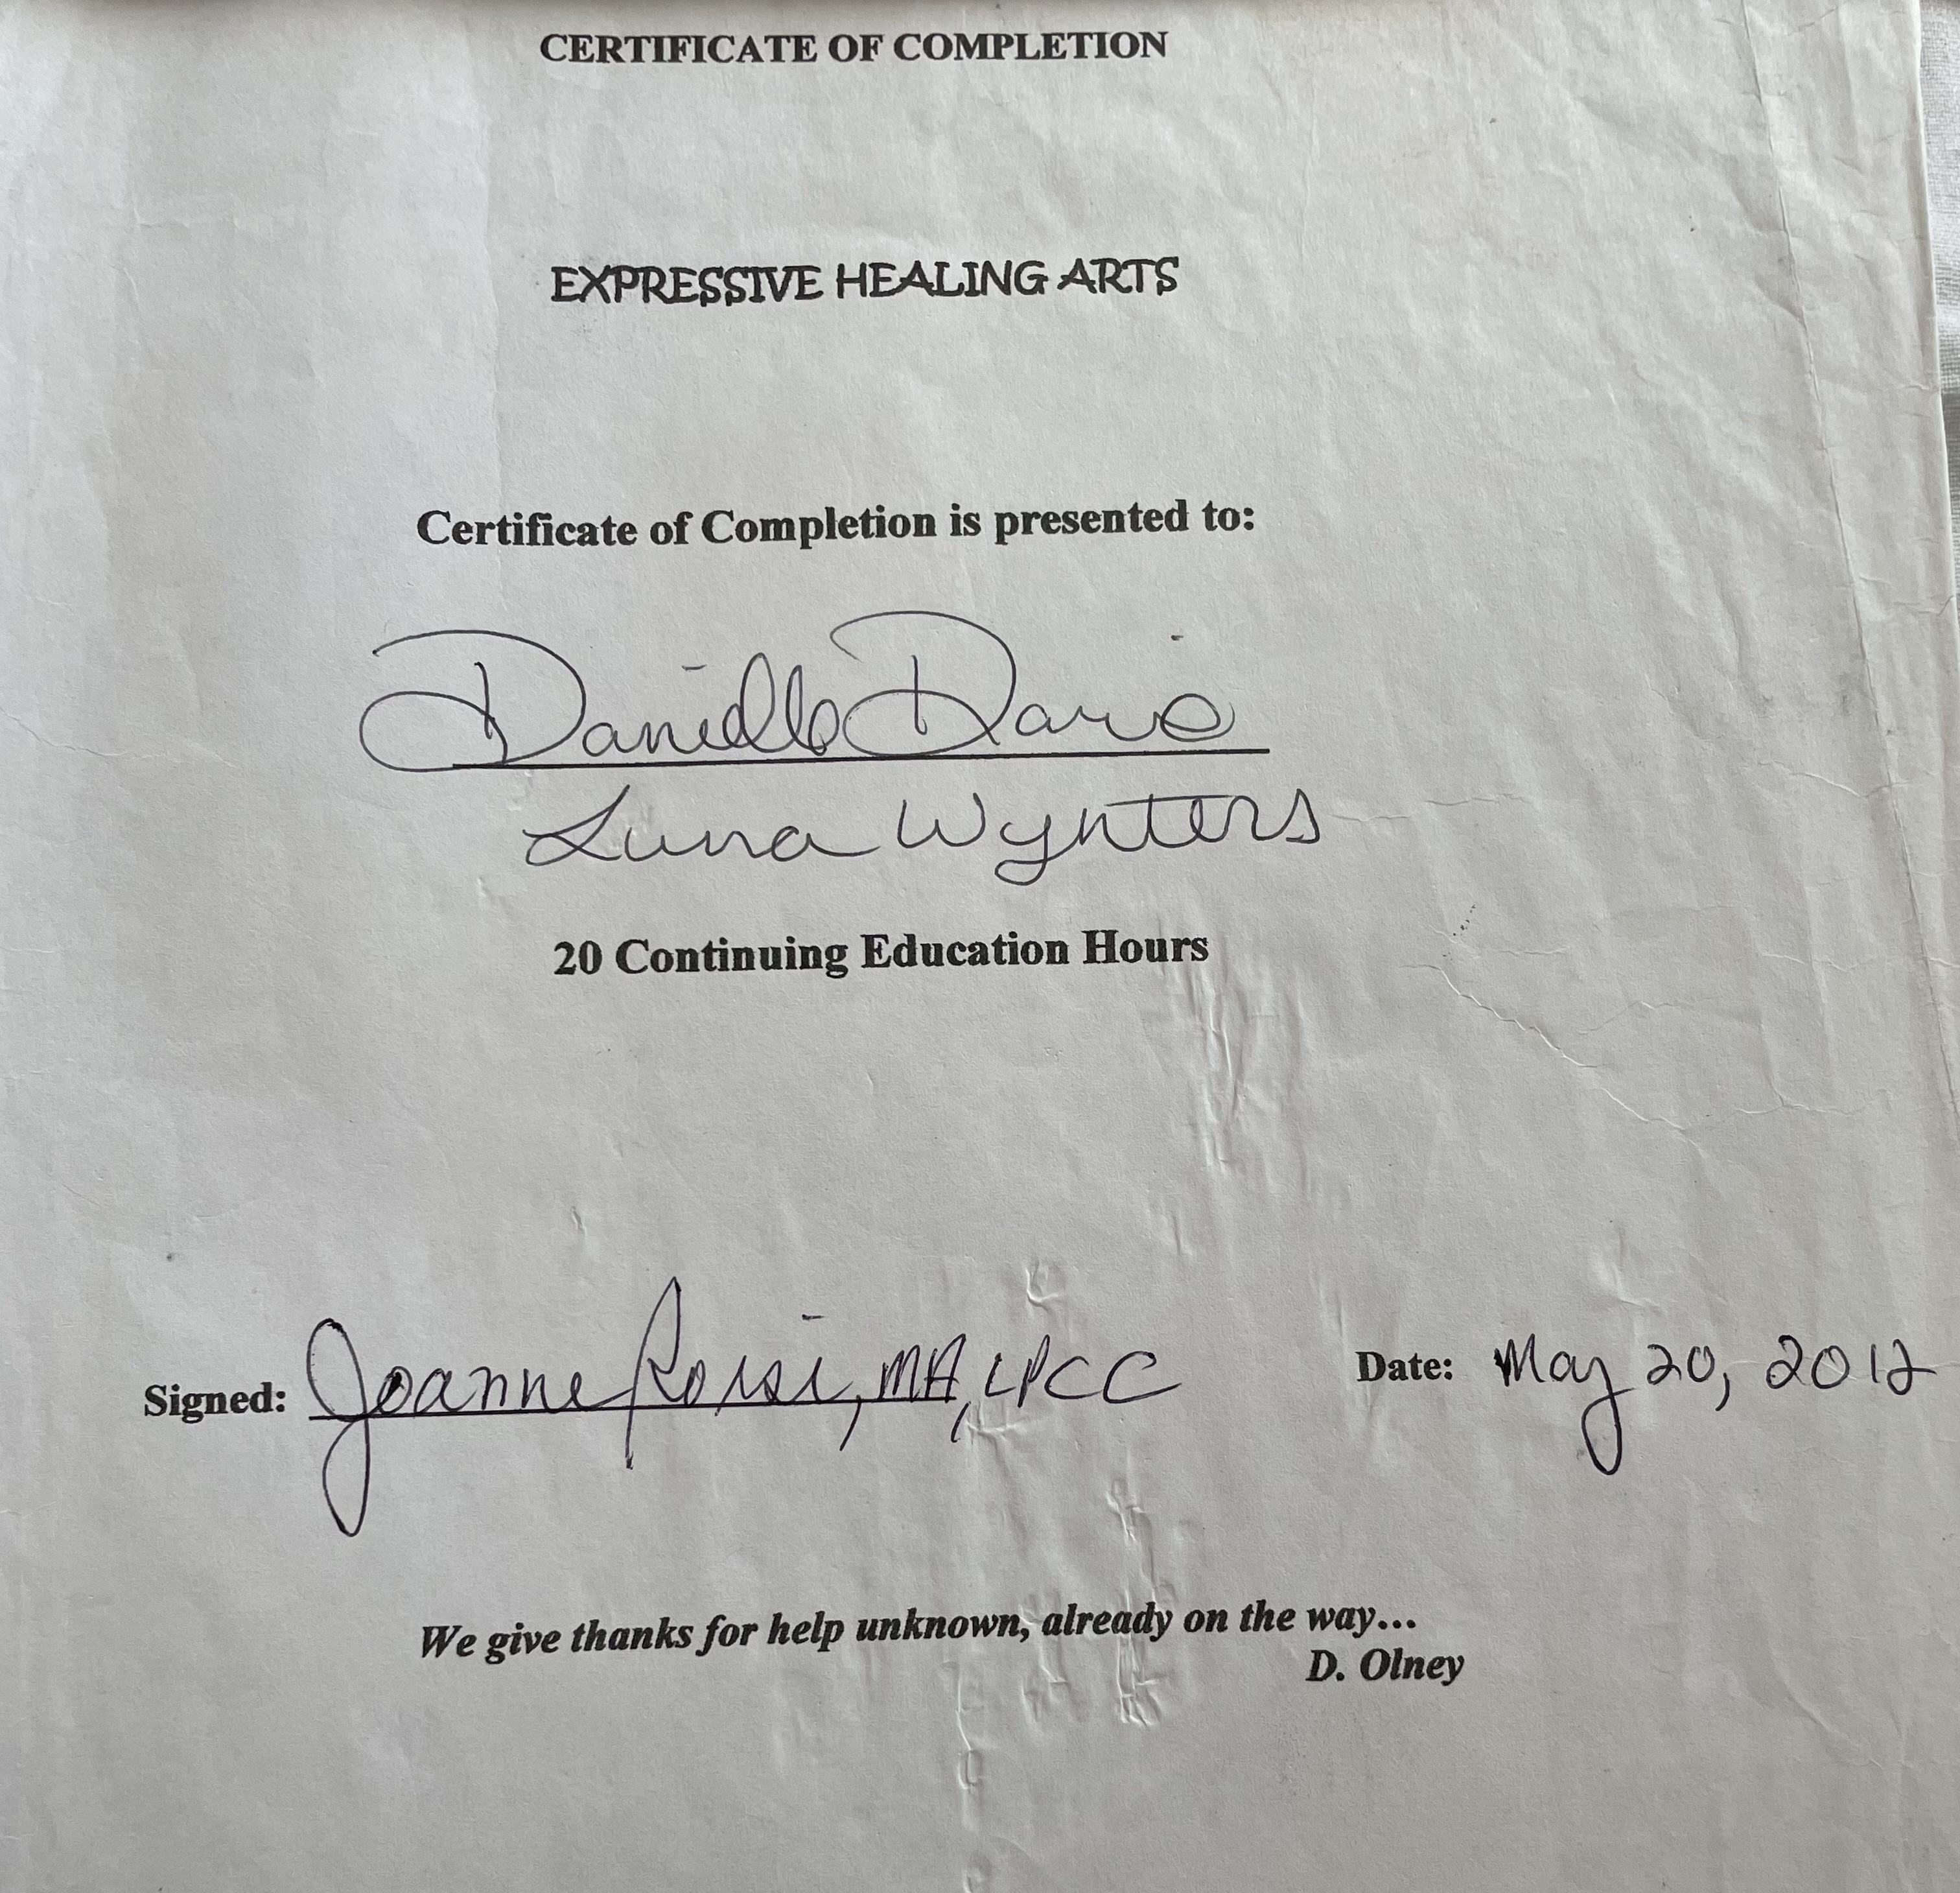 CERTIFICATE OF COMPLETION
EXPRESSIVE HEALING ARTS
Certificate of Completion is presented to:
Danielle Davis
Luna Wynters
20 Continuing Education Hours
Signed: Joanne MA, LPCC Date: May 20, 2012
We give thanks for help unknown, already on the way...
D. Olney